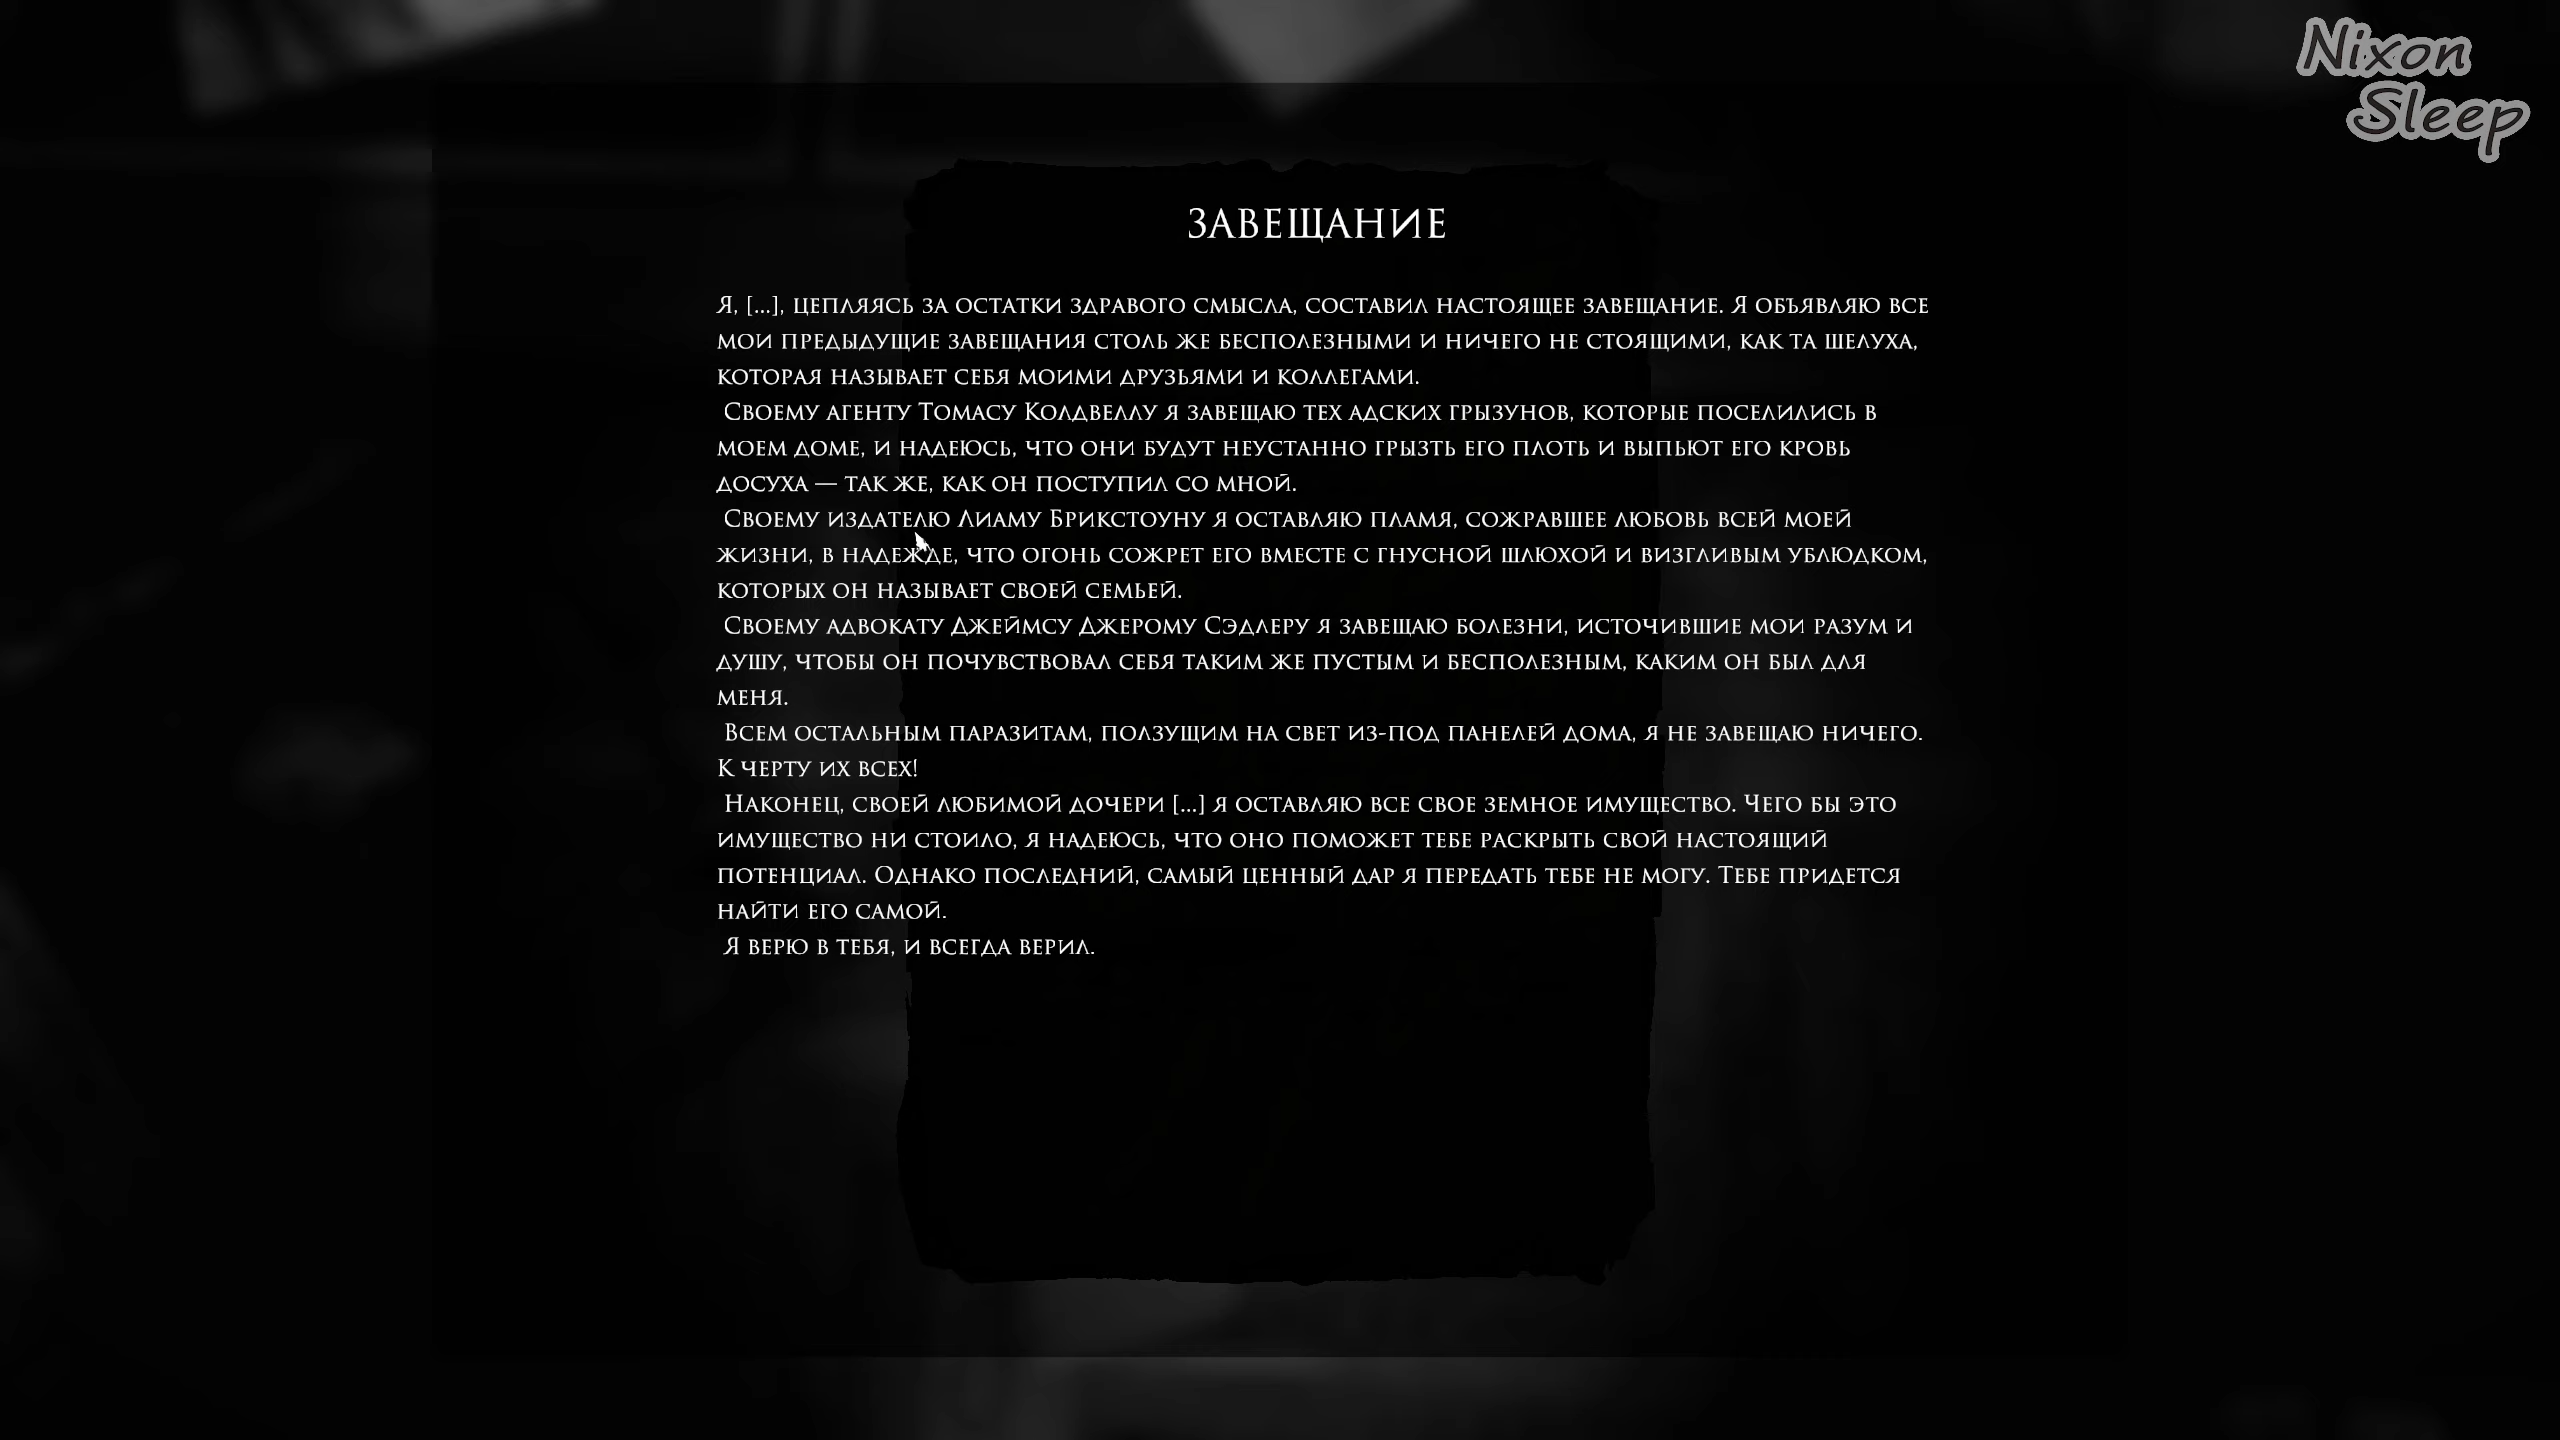 Nixon
Sleep
ЗАВЕЩАНИЕ
Я, [...], цепляясь за остатки здравого смысла, составил настоящее завещание. Я объявляю все
мои предыдущие завещания столь же бесполезными и ничего не стоящими, как та шелуха,
которая называет себя моими друзьями и коллегами.
Своему агенту Томасу Колдвеллу я завещаю тех адских грызунов, которые поселились в
моем доме, и надеюсь, что они будут неустанно грызть его плоть и выпьют его кровь
досуха — так же, как он поступил со мной.
Своему издателю Лиаму Брикстоуну я оставляю пламя, сожравшее любовь всей моей
жизни, в надежде, что огонь сожрет его вместе с гнусной шлюхой и визгливым ублюдком,
которых он называет своей семьей.
Своему адвокату Джеймсу Джерому Сэдлеру я завещаю болезни, источившие мои разум и
душу, чтобы он почувствовал себя таким же пустым и бесполезным, каким он был для
меня.
Всем остальным паразитам, ползущим на свет из-под панелей дома, я не завещаю ничего.
К черту их всех!
Наконец, своей любимой дочери [...] я оставляю все свое земное имущество. Чего бы это
имущество ни стоило, я надеюсь, что оно поможет тебе раскрыть свой настоящий
потенциал. Однако последний, самый ценный дар я передать тебе не могу. Тебе придется
найти его самой.
Я верю в тебя, и всегда верил.